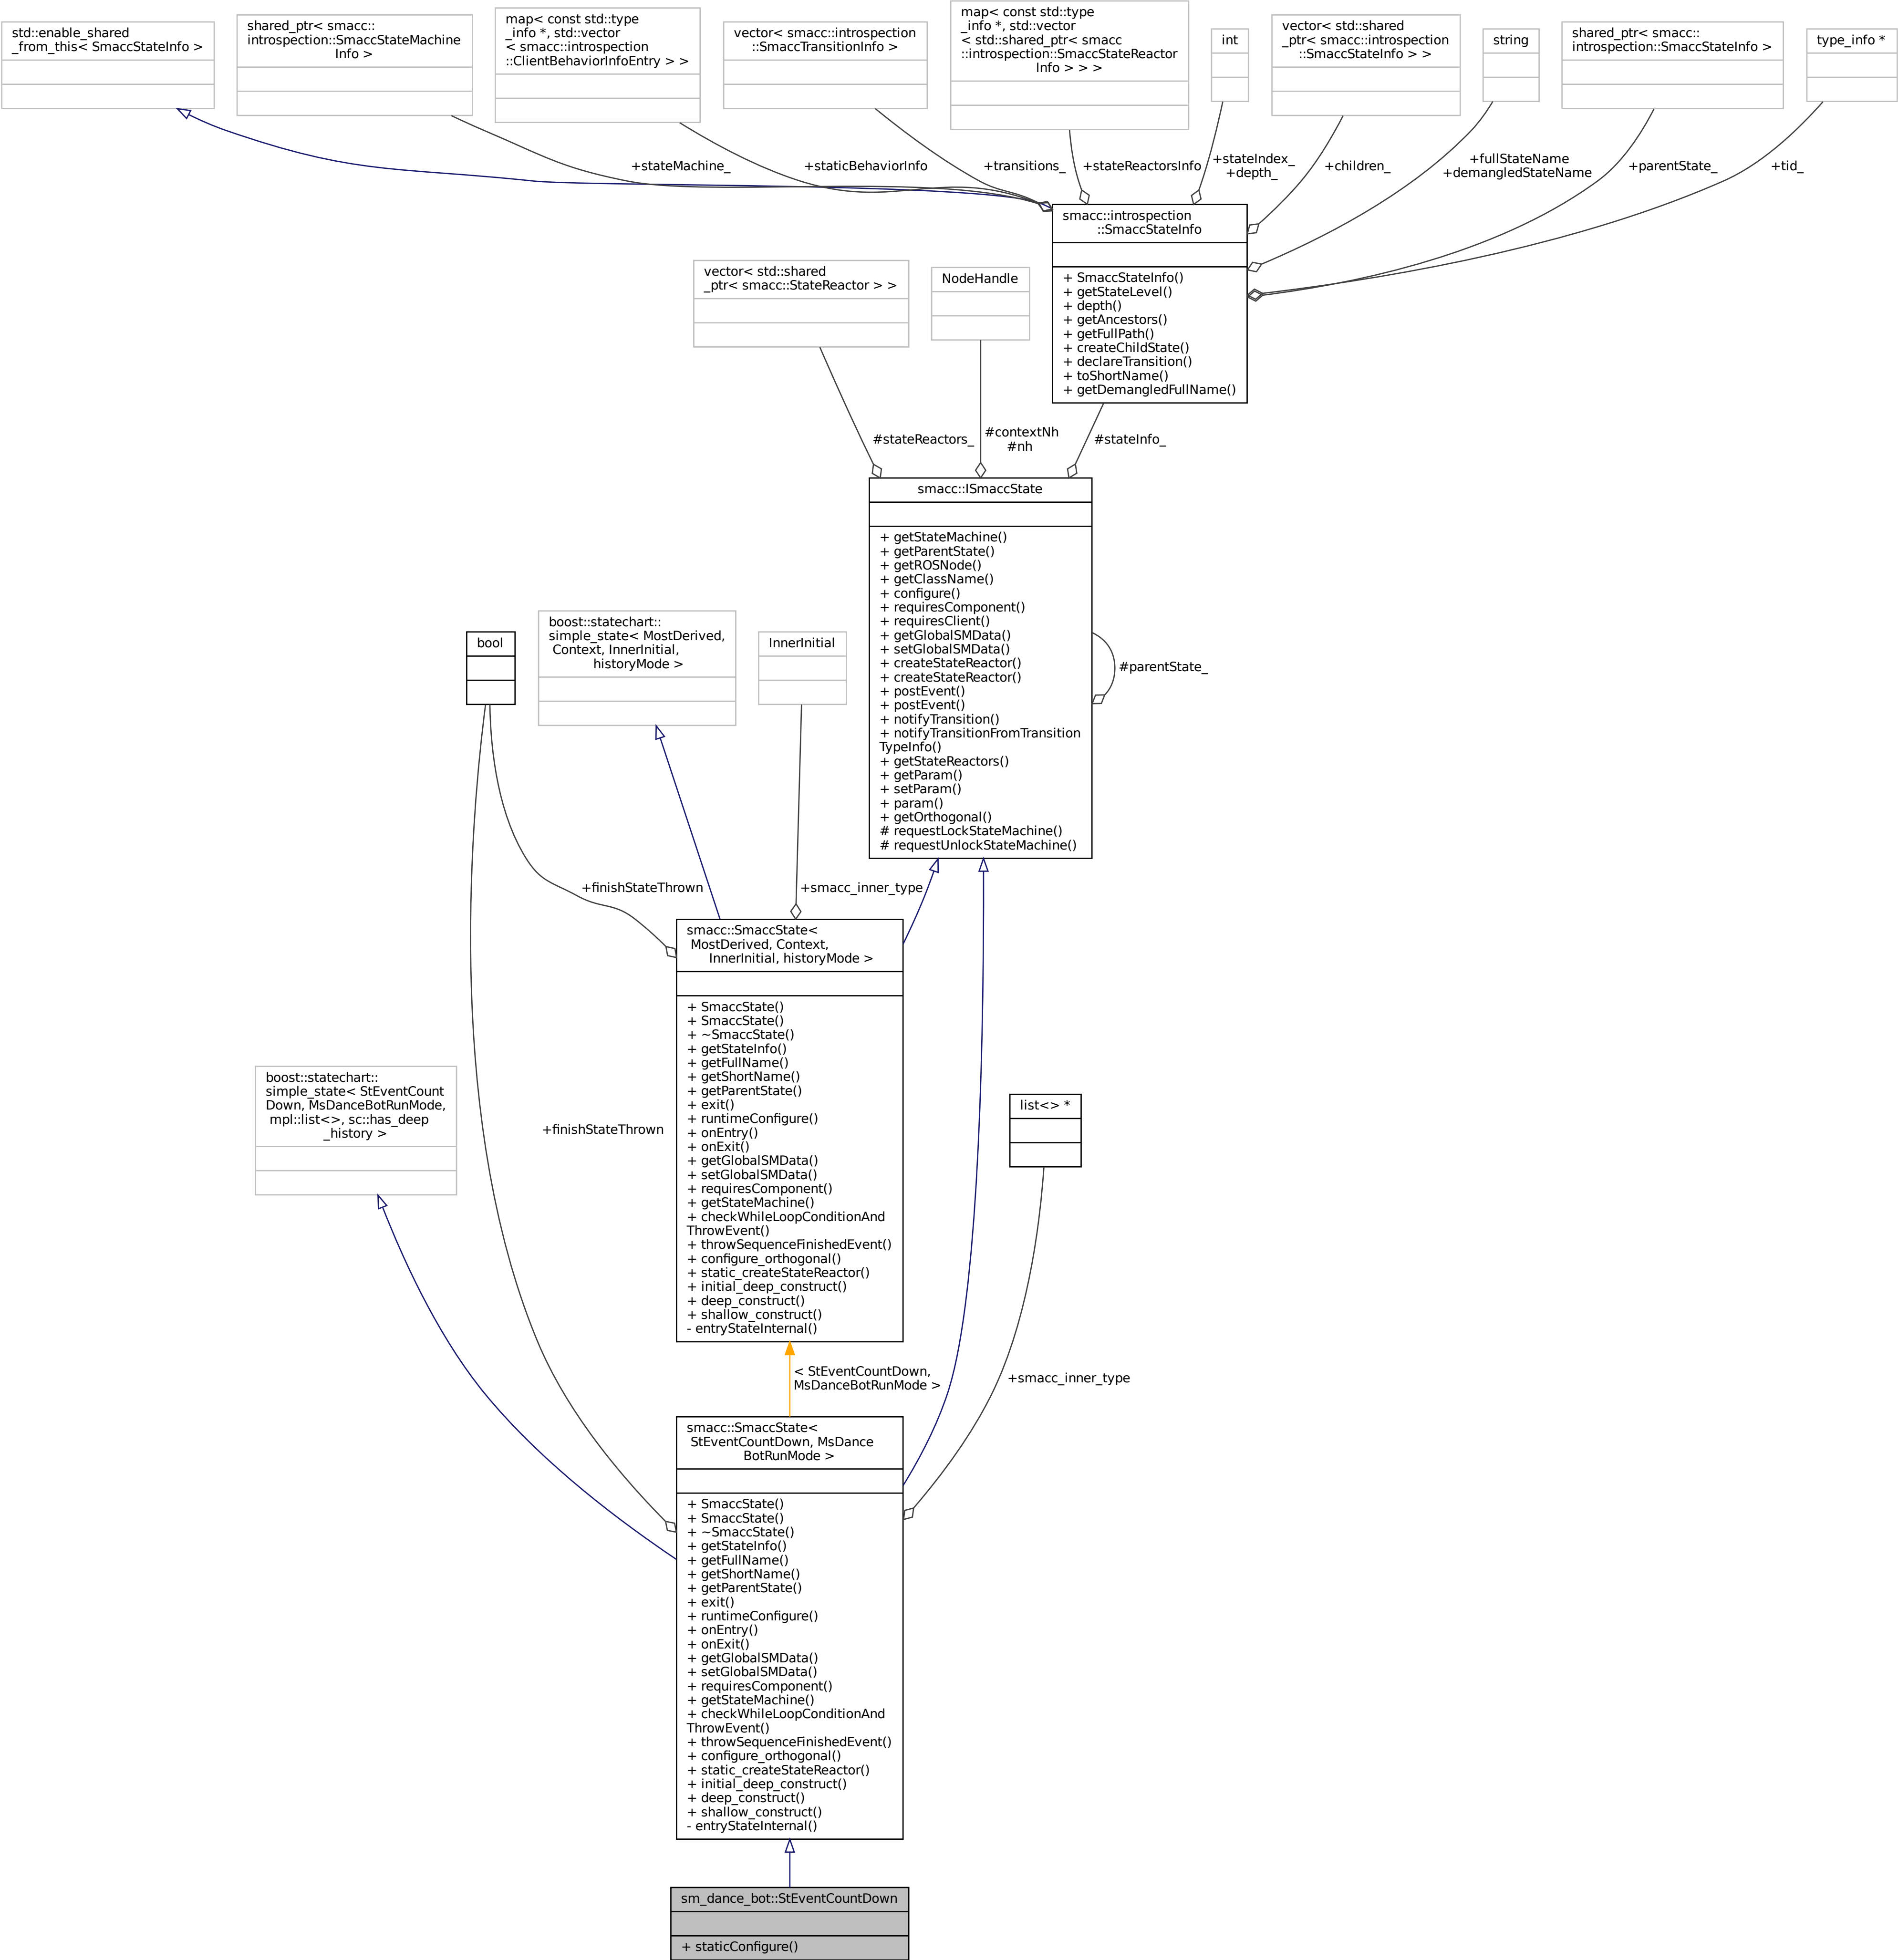 std::enable_shared
_from_this< SmaccStateInfo >
shared_ptr< smacc::
introspection::SmaccStateMachine
Info >
map< const std::type
_info *, std::vector
< smacc::introspection
::ClientBehaviorInfoEntry > >
vector< smacc::introspection
::SmaccTransitionInfo >
map< const std::type
_info *, std::vector
< std::shared_ptr< smacc
::introspection::SmaccStateReactor
Info > > >
int
vector< std::shared
_ptr< smacc::introspection
::SmaccStateInfo > >
string
shared_ptr< smacc::
introspection::SmaccStateInfo >
type_info *
+stateMachine_
+staticBehaviorInfo
+transitions_
+stateReactorsInfo
+stateIndex_
+depth_
+children_
+fullStateName
+demangledStateName
+parentState_
+tid_
smacc::introspection
::SmaccStateInfo
+ SmaccStateInfo()
+ getStateLevel()
+ depth()
+ getAncestors()
+ getFullPath()
+ createChildState()
+ declareTransition()
+ toShortName()
+ getDemangledFullName()
vector< std::shared
_ptr< smacc::StateReactor > >
NodeHandle
#stateReactors_
#contextNh
#nh
#stateInfo_
smacc::ISmaccState
+ getStateMachine()
+ getParentState()
+ getROSNode()
+ getClassName()
+ configure()
+ requiresComponent()
+ requiresClient()
+ getGlobalSMData()
+ setGlobalSMData()
+ createStateReactor()
+ createStateReactor()
+ postEvent()
+ postEvent()
+ notifyTransition()
+ notifyTransitionFromTransition
TypeInfo()
+ getStateReactors()
+ getParam()
+ setParam()
+ param()
+ getOrthogonal()
# requestLockStateMachine()
# requestUnlockStateMachine()
#parentState_
bool
boost::statechart::
simple_state< MostDerived,
Context, InnerInitial,
historyMode >
InnerInitial
+finishStateThrown
+smacc_inner_type
smacc::SmaccState<
MostDerived, Context,
InnerInitial, historyMode >
+ SmaccState()
+ SmaccState()
+ ~SmaccState()
+ getStateInfo()
+ getFullName()
+ getShortName()
+ getParentState()
+ exit()
+ runtimeConfigure()
+ onEntry()
+ onExit()
+ getGlobalSMData()
+ setGlobalSMData()
+ requiresComponent()
+ getStateMachine()
+ checkWhileLoopConditionAnd
ThrowEvent()
+ throwSequenceFinishedEvent()
+ configure_orthogonal()
+ static_createStateReactor()
+ initial_deep_construct()
+ deep_construct()
+ shallow_construct()
- entryStateInternal()
boost::statechart::
simple_state< StEventCount
Down, MsDanceBotRunMode,
mpl::list<>, sc::has_deep
_history >
+finishStateThrown
list<> *
< StEventCountDown,
MsDanceBotRunMode >
+smacc_inner_type
smacc::SmaccState<
StEventCountDown, MsDance
BotRunMode >
+ SmaccState()
+ SmaccState()
+ ~SmaccState()
+ getStateInfo()
+ getFullName()
+ getShortName()
+ getParentState()
+ exit()
+ runtimeConfigure()
+ onEntry()
+ onExit()
+ getGlobalSMData()
+ setGlobalSMData()
+ requiresComponent()
+ getStateMachine()
+ checkWhileLoopConditionAnd
ThrowEvent()
+ throwSequenceFinishedEvent()
+ configure_orthogonal()
+ static_createStateReactor()
+ initial_deep_construct()
+ deep_construct()
+ shallow_construct()
- entryStateInternal()
sm_dance_bot::StEventCountDown
+ staticConfigure()